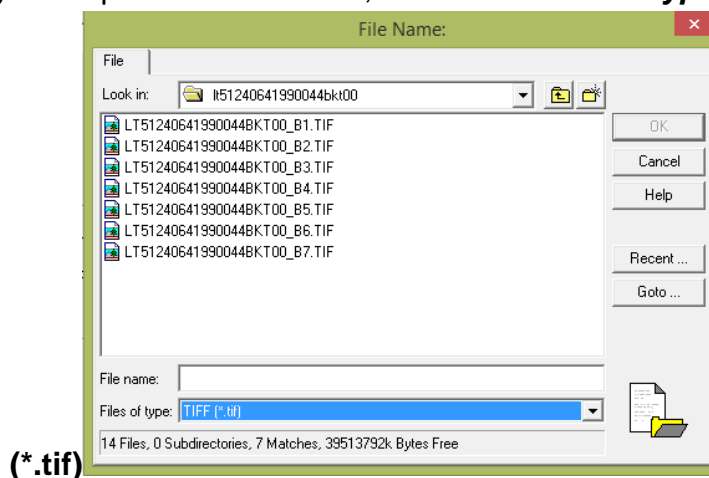 yp
File Name:
File
Look in: lt51240641990044bkt00
LT51240641990044BKT00_B1.TIF
LT51240641990044BKT00_B2.TIF
LT51240641990044BKT00_B3.TIF
LT51240641990044BKT00_B4.TIF
LT51240641990044BKT00_B5.TIF
LT51240641990044BKT00_B6.TIF
LT51240641990044BKT00_B7.TIF
OK
Cancel
Help
Recent ...
Goto ...
File name:
Files of type: TIFF (*.tif)
14 Files, 0 Subdirectories, 7 Matches, 39513792k Bytes Free
(*.tif)